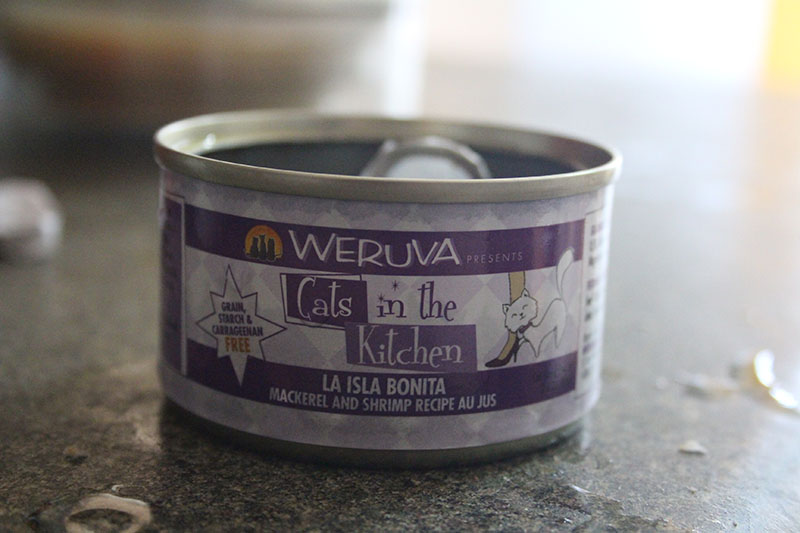 WERUVA PRESENTS
Cats in the
Kitchen
GRAIN,
STARCH &
CARRAGEENAN
FREE
LA ISLA BONITA
MACKEREL AND SHRIMP RECIPE AU JUS